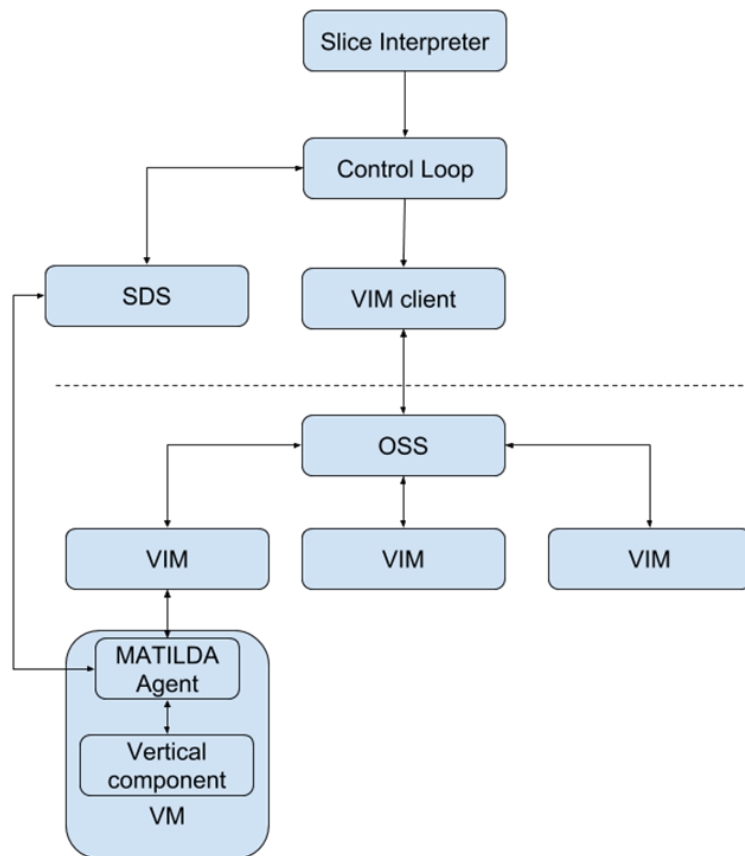 Slice Interpreter
Control Loop
SDS
VIM client
OSS
VIM
VIM
VIM
MATILDA
Agent
Vertical
component
VM